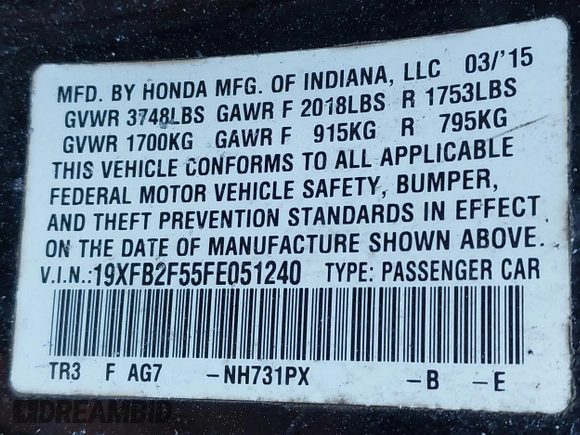 MFD. BY HONDA MFG. OF INDIANA, LLC 03/'15
GVWR 3748LBS GAWR F 2018LBS R 1753LBS
GVWR 1700KG GAWR F 915KG R 795KG
THIS VEHICLE CONFORMS TO ALL APPLICABLE
FEDERAL MOTOR VEHICLE SAFETY, BUMPER,
AND THEFT PREVENTION STANDARDS IN EFFECT
ON THE DATE OF MANUFACTURE SHOWN ABOVE.
V.I.N.:19XFB2F55FE051240 TYPE: PASSENGER CAR
TR3 F AG7 -NH731PX -B -E
DREAMBID